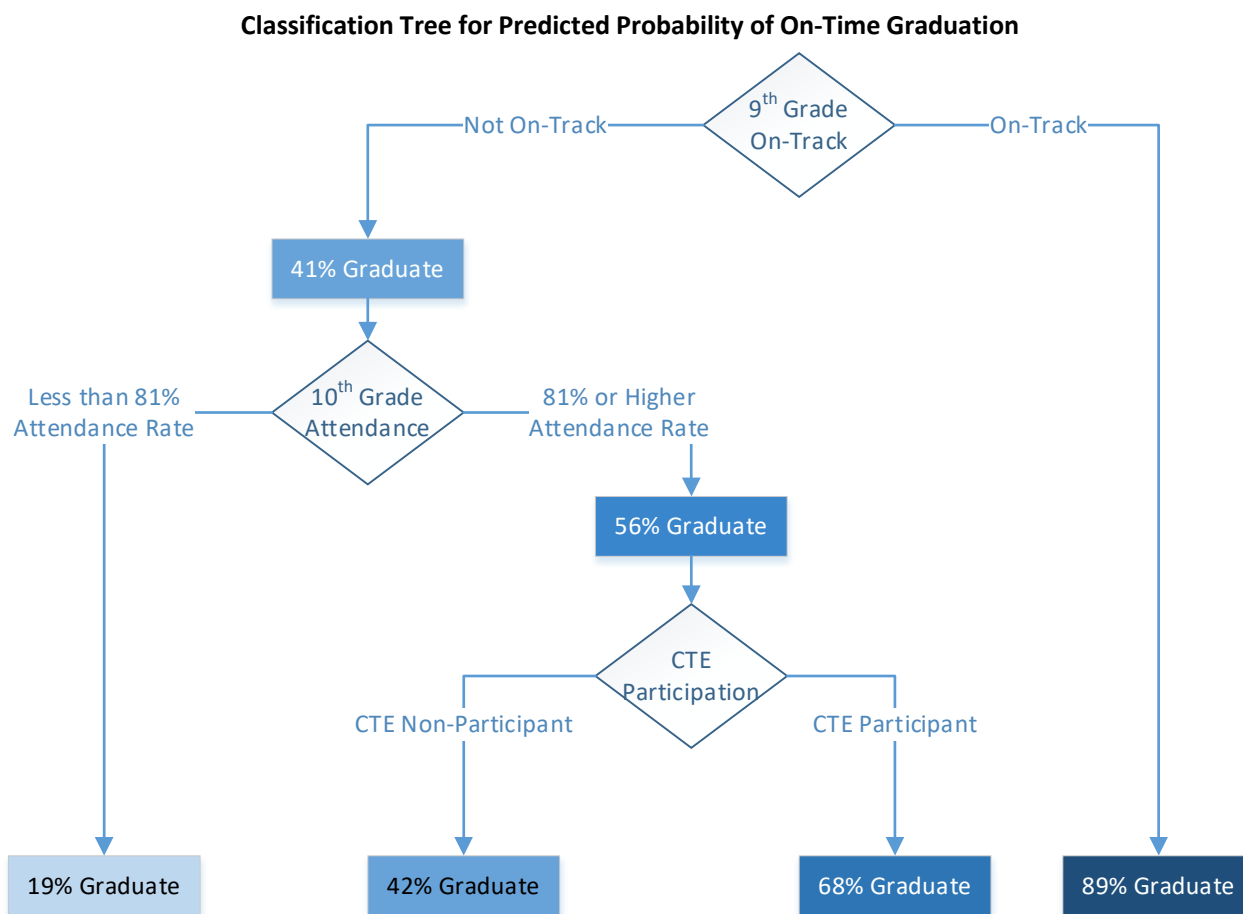 Classification Tree for Predicted Probability of On-Time Graduation
9th Grade
On-Track
Not On-Track
On-Track
41% Graduate
10th Grade
Attendance
Less than 81%
Attendance Rate
81% or Higher
Attendance Rate
56% Graduate
CTE
Participation
CTE Non-Participant
CTE Participant
19% Graduate
42% Graduate
68% Graduate
89% Graduate